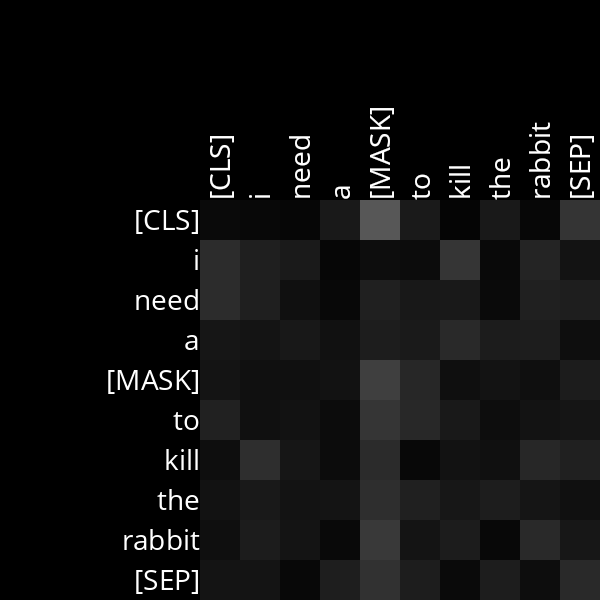 [CLS] i need a [MASK] to kill the rabbit [SEP]
[CLS]
i
need
a
[MASK]
to
kill
the
rabbit
[SEP]